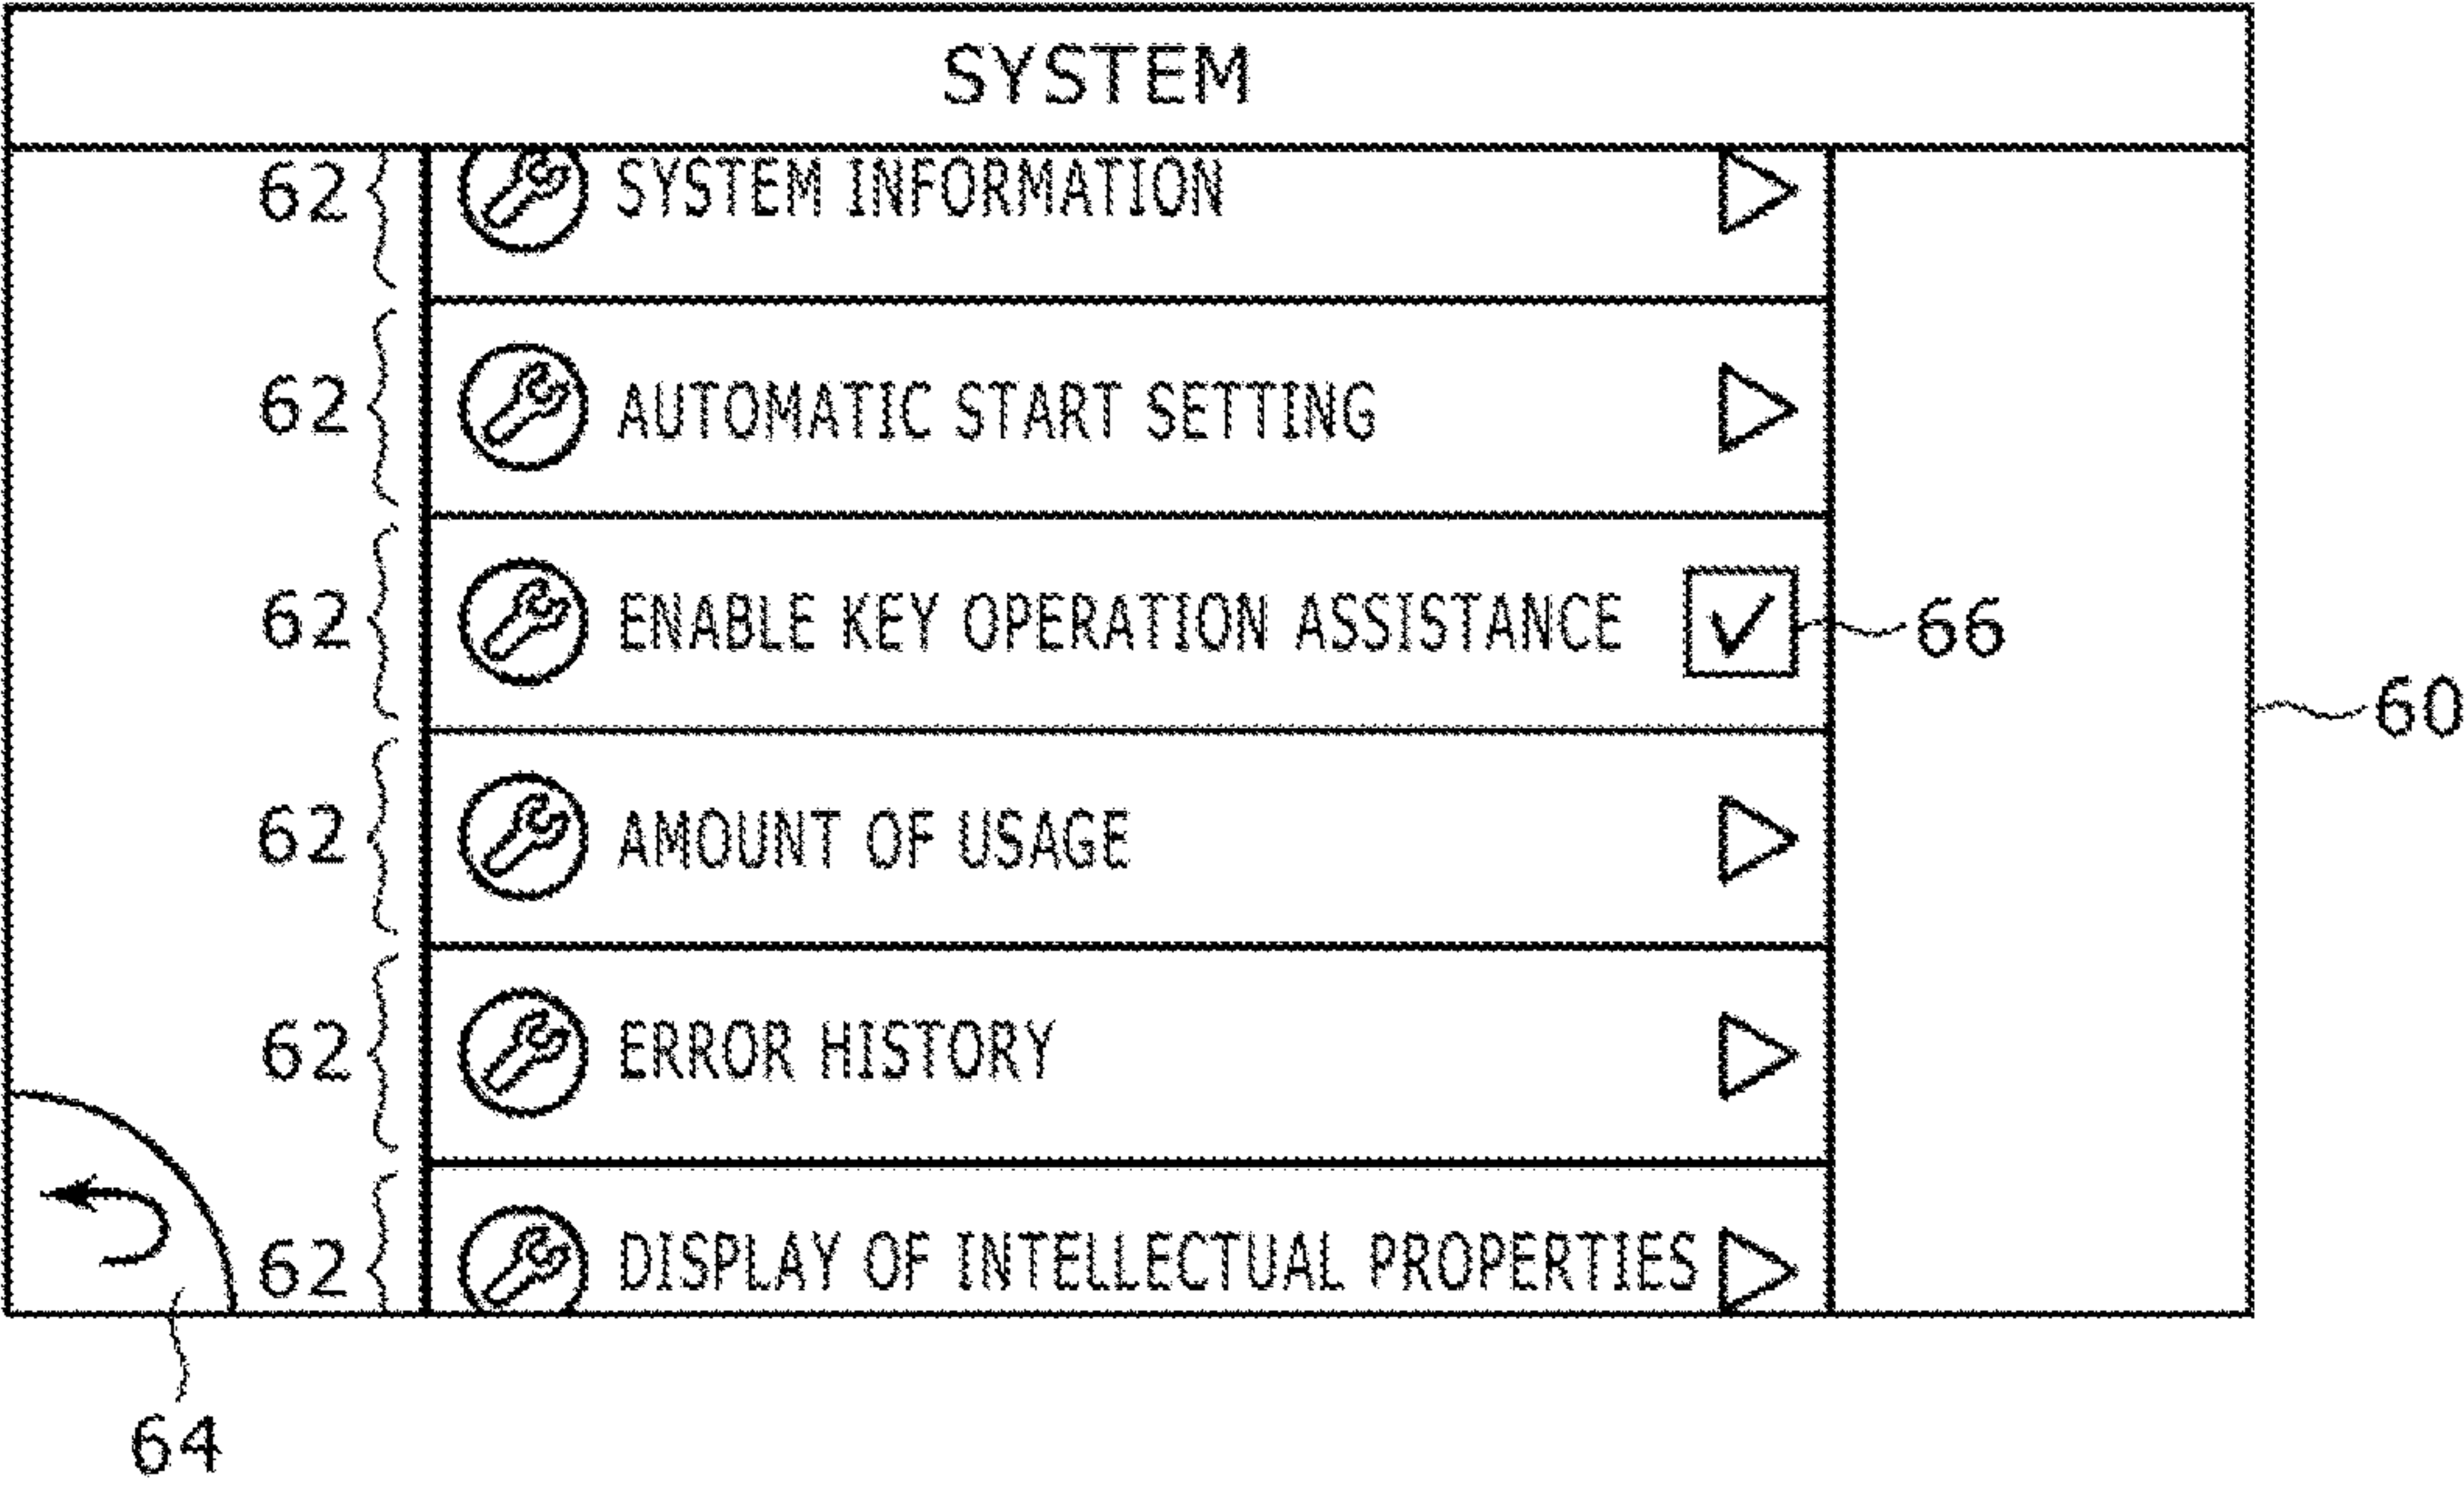 SYSTEM
62 SYSTEM INFORMATION
62 AUTOMATIC START SETTING
62 ENABLE KEY OPERATION ASSISTANCE 66
60
62 AMOUNT OF USAGE
62 ERROR HISTORY
62 DISPLAY OF INTELLECTUAL PROPERTIES
64